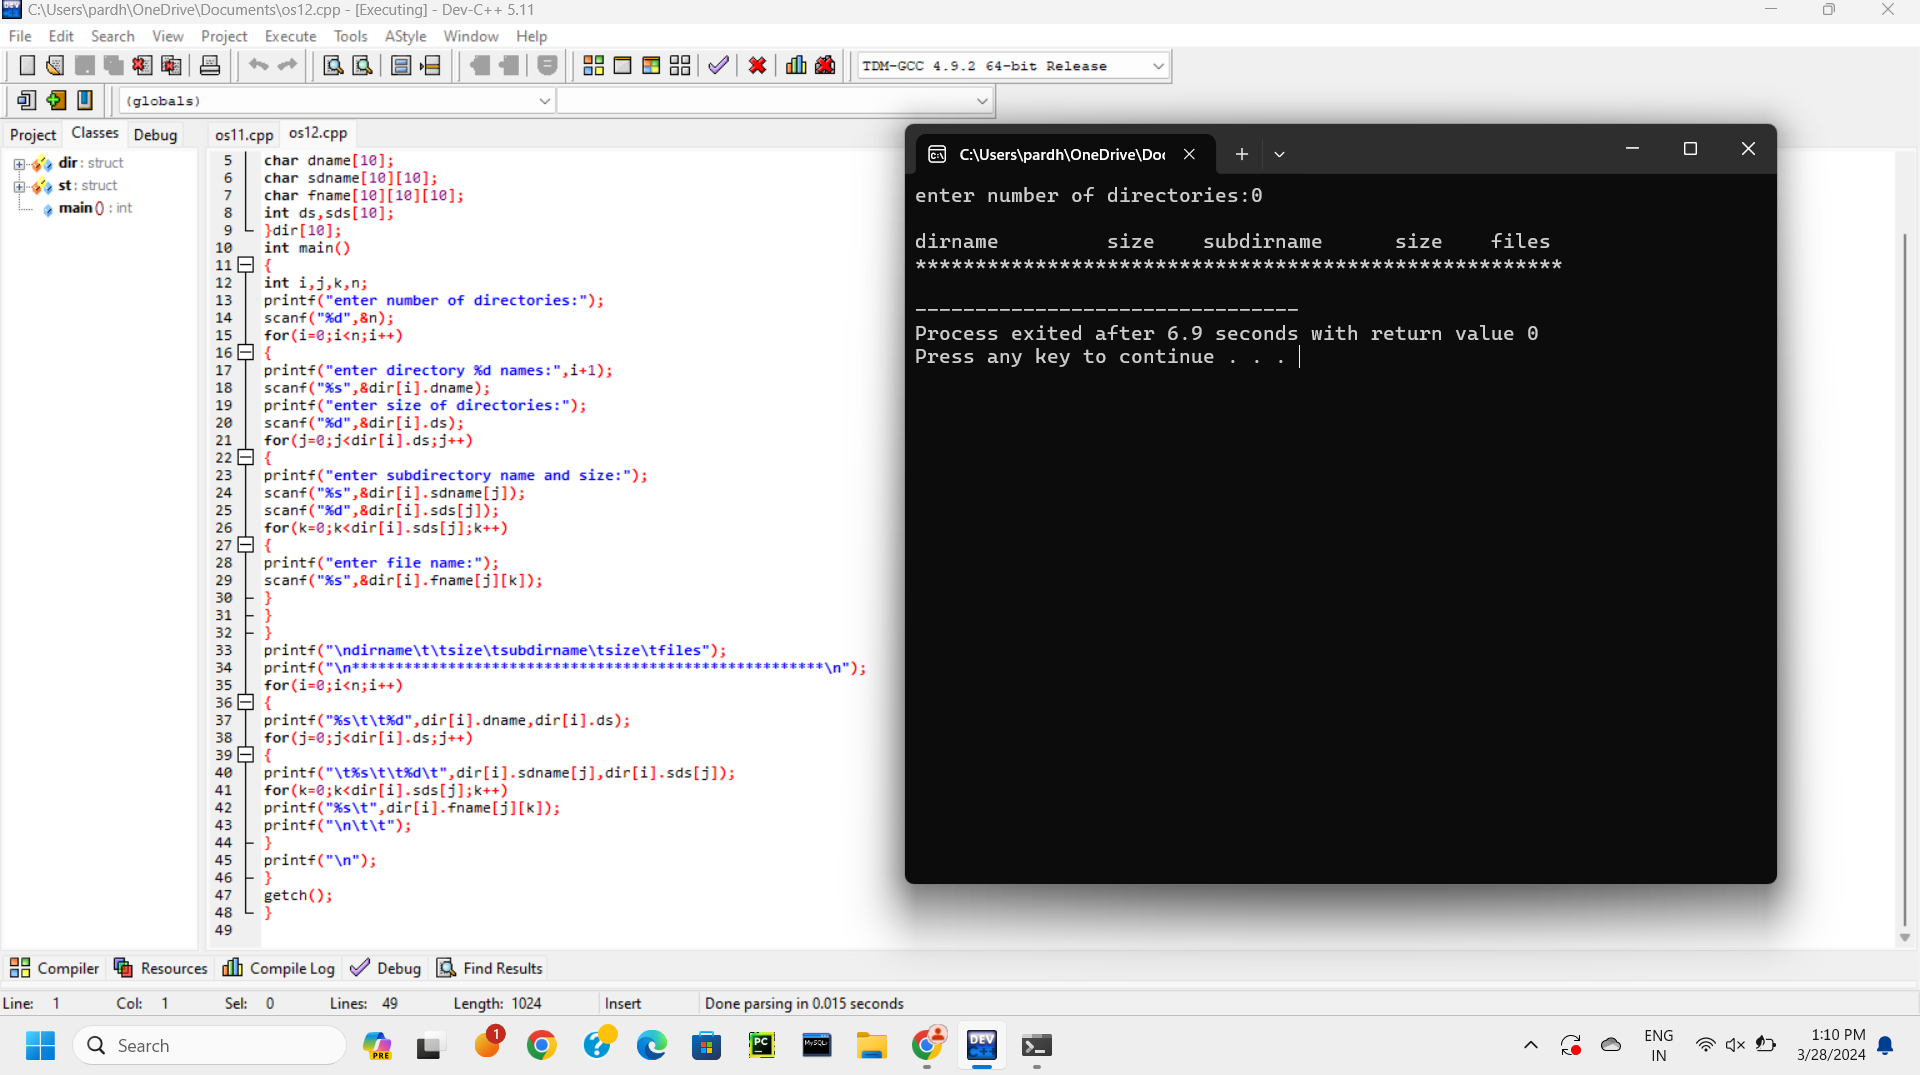 C:\Users\pardh\OneDrive\Documents\os12.cpp - [Executing] - Dev-C++ 5.11
File Edit Search View Project Execute Tools AStyle Window Help
TDM-GCC 4.9.2 64-bit Release
(globals)
Project Classes Debug
os11.cpp os12.cpp
dir : struct
st : struct
main () : int
5 char dname[10];
6 char sdname[10][10];
7 char fname[10][10][10];
8 int ds,sds[10];
9 }dir[10];
10 int main()
11 {
12 int i,j,k,n;
13 printf("enter number of directories:");
14 scanf("%d",&n);
15 for(i=0;i<n;i++)
16 {
17 printf("enter directory %d names:",i+1);
18 scanf("%s",&dir[i].dname);
19 printf("enter size of directories:");
20 scanf("%d",&dir[i].ds);
21 for(j=0;j<dir[i].ds;j++)
22 {
23 printf("enter subdirectory name and size:");
24 scanf("%s",&dir[i].sdname[j]);
25 scanf("%d",&dir[i].sds[j]);
26 for(k=0;k<dir[i].sds[j];k++)
27 {
28 printf("enter file name:");
29 scanf("%s",&dir[i].fname[j][k]);
30 }
31 }
32 }
33 printf("\ndirname\t\tsize\tsubdirname\tsize\tfiles");
34 printf("\n******************************************************\n");
35 for(i=0;i<n;i++)
36 {
37 printf("%s\t\t%d",dir[i].dname,dir[i].ds);
38 for(j=0;j<dir[i].ds;j++)
39 {
40 printf("\t%s\t\t%d\t",dir[i].sdname[j],dir[i].sds[j]);
41 for(k=0;k<dir[i].sds[j];k++)
42 printf("%s\t",dir[i].fname[j][k]);
43 printf("\n\t\t");
44 }
45 printf("\n");
46 }
47 getch();
48 }
49
C:\Users\pardh\OneDrive\Doc
enter number of directories:0
dirname size subdirname size files
******************************************************
--------------------------------
Process exited after 6.9 seconds with return value 0
Press any key to continue . . .
Compiler Resources Compile Log Debug Find Results
Line: 1 Col: 1 Sel: 0 Lines: 49 Length: 1024 Insert Done parsing in 0.015 seconds
Search
PRE
1
PC
MySQL
DEV
C++
ENG
IN
1:10 PM
3/28/2024